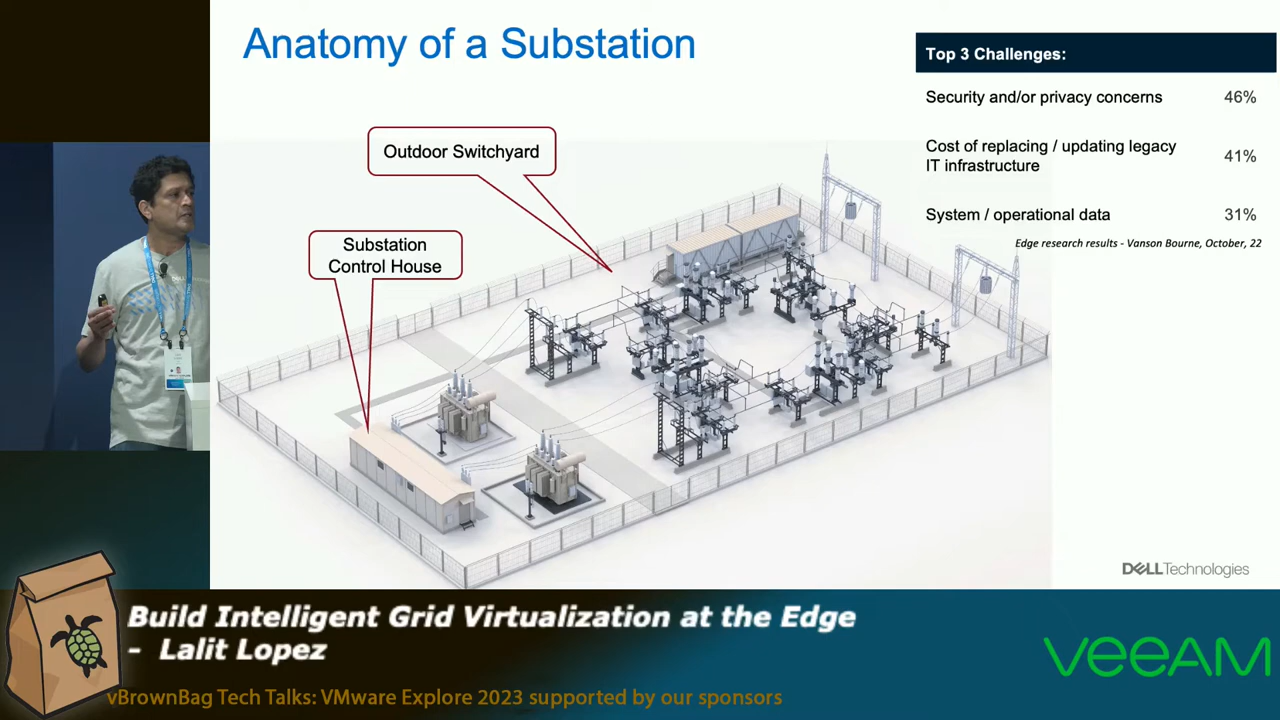 Anatomy of a Substation
Top 3 Challenges:
Security and/or privacy concerns 46%
Cost of replacing / updating legacy
IT infrastructure 41%
System / operational data 31%
Edge research results - Vanson Bourne, October, 22
Outdoor Switchyard
Substation
Control House
DELLTechnologies
Build Intelligent Grid Virtualization at the Edge
- Lalit Lopez
veeAM
vBrownBag Tech Talks: VMware Explore 2023 supported by our sponsors